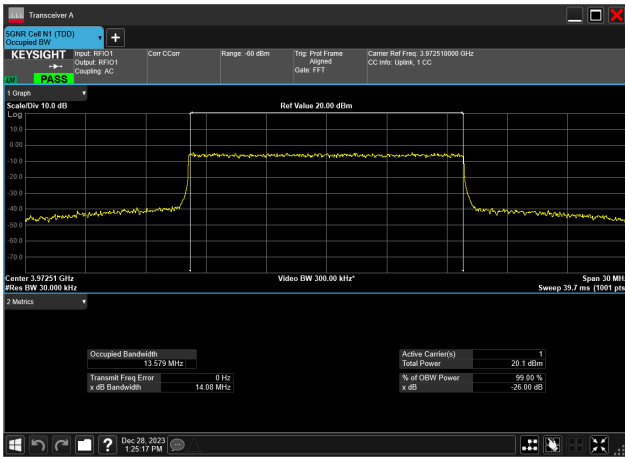 Transceiver A
5GNR Cell N1 (TDD)
Occupied BW
KEYSIGHT
Input: RFIO1
Output: RFIO1
Coupling: AC
Corr CCorr
Range: -60 dBm
Trig: Prot Frame
Aligned
Gate: FFT
Carrier Ref Freq: 3.972510000 GHz
CC Info: Uplink, 1 CC
PASS
1 Graph
Scale/Div 10.0 dB
Ref Value 20.00 dBm
Log
10.0
0.00
-10.0
-20.0
-30.0
-40.0
-50.0
-60.0
-70.0
Center 3.97251 GHz
Video BW 300.00 kHz*
Span 30 MHz
#Res BW 30.000 kHz
Sweep 39.7 ms (1001 pts
2 Metrics
Occupied Bandwidth
13.579 MHz
Active Carrier(s) 1
Total Power 20.1 dBm
Transmit Freq Error 0 Hz
x dB Bandwidth 14.08 MHz
% of OBW Power 99.00 %
x dB -26.00 dB
Dec 28, 2023
1:25:17 PM